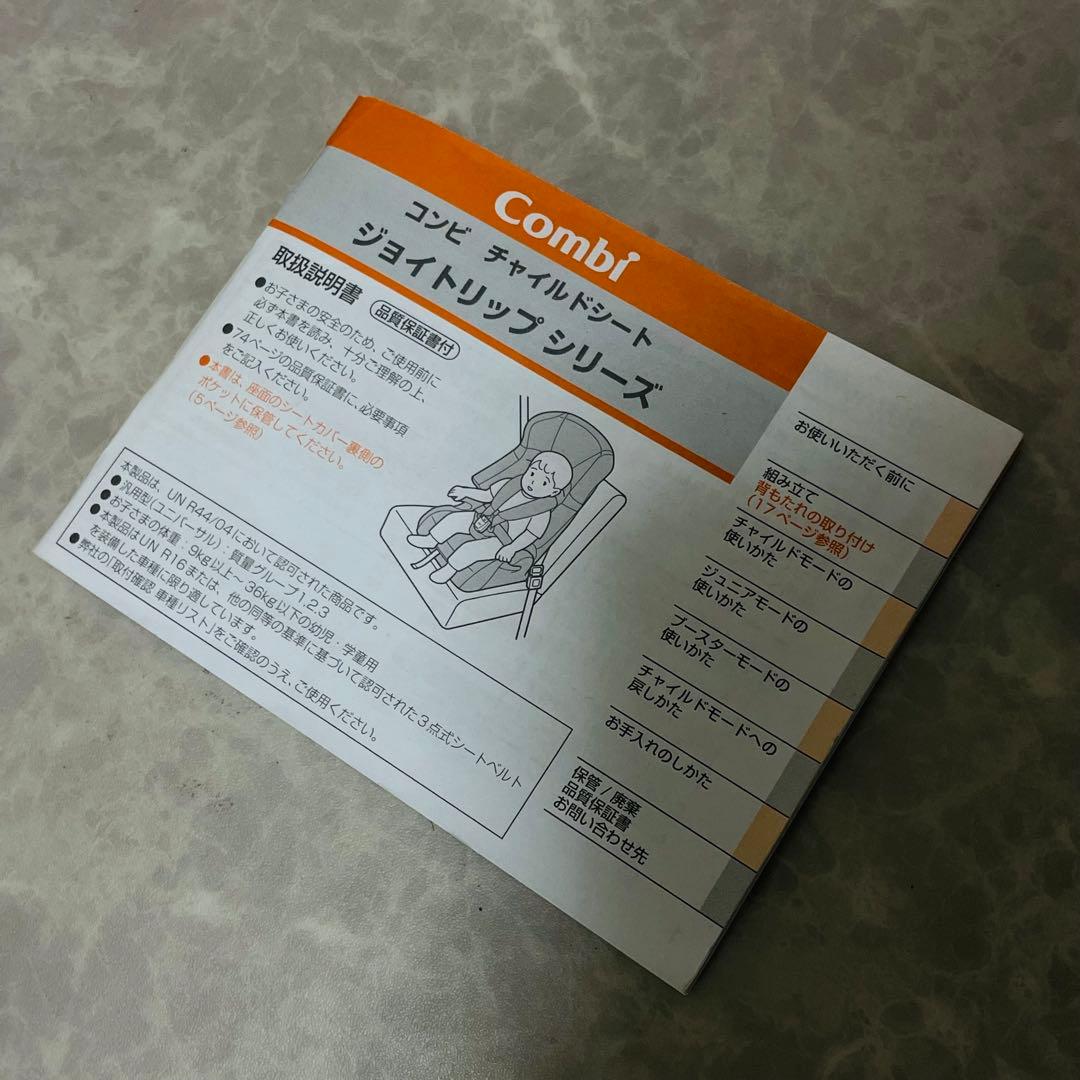 Combi
コンビ チャイルドシート
ジョイトリップ シリーズ
取扱説明書 品質保証書付
●お子さまの安全のため、ご使用前に
必ず本書を読み、十分ご理解の上、
正しくお使いください。
●74ページの品質保証書に、必要事項
をご記入ください。
●本書は、座面のシートカバー裏側の
ポケットに保管してください。
(5ページ参照)
本製品は、UN R44/04において認可された商品です。
●汎用型(ユニバーサル):質量グループ1,2,3
●お子さまの体重:9kg以上~36kg以下の幼児・学童用
●本製品はUN R16または、他の同等の基準に基づいて認可された3点式シートベルト
を装備した車種に限り適しています。
●弊社の「取付確認 車種リスト」をご確認のうえ、ご使用ください。
お使いいただく前に
組み立て
背もたれの取り付け
(17ページ参照)
チャイルドモードの
使いかた
ジュニアモードの
使いかた
ブースターモードの
使いかた
チャイルドモードへの
戻しかた
お手入れのしかた
保管/廃棄
品質保証書
お問い合わせ先